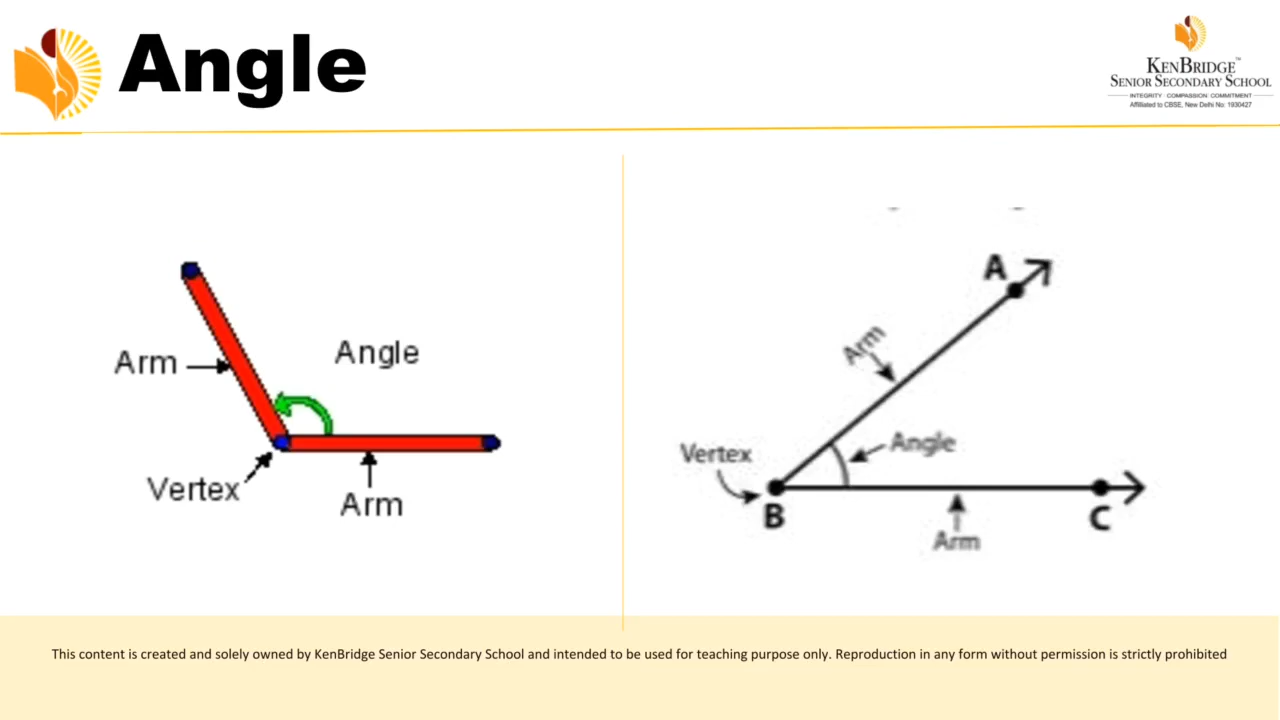 Angle
KENBRIDGE™
SENIOR SECONDARY SCHOOL
INTEGRITY · COMPASSION · COMMITMENT
Affiliated to CBSE, New Delhi No: 1930427
Arm
Angle
Vertex
Arm
A
Arm
Angle
Vertex
B
C
Arm
This content is created and solely owned by KenBridge Senior Secondary School and intended to be used for teaching purpose only. Reproduction in any form without permission is strictly prohibited